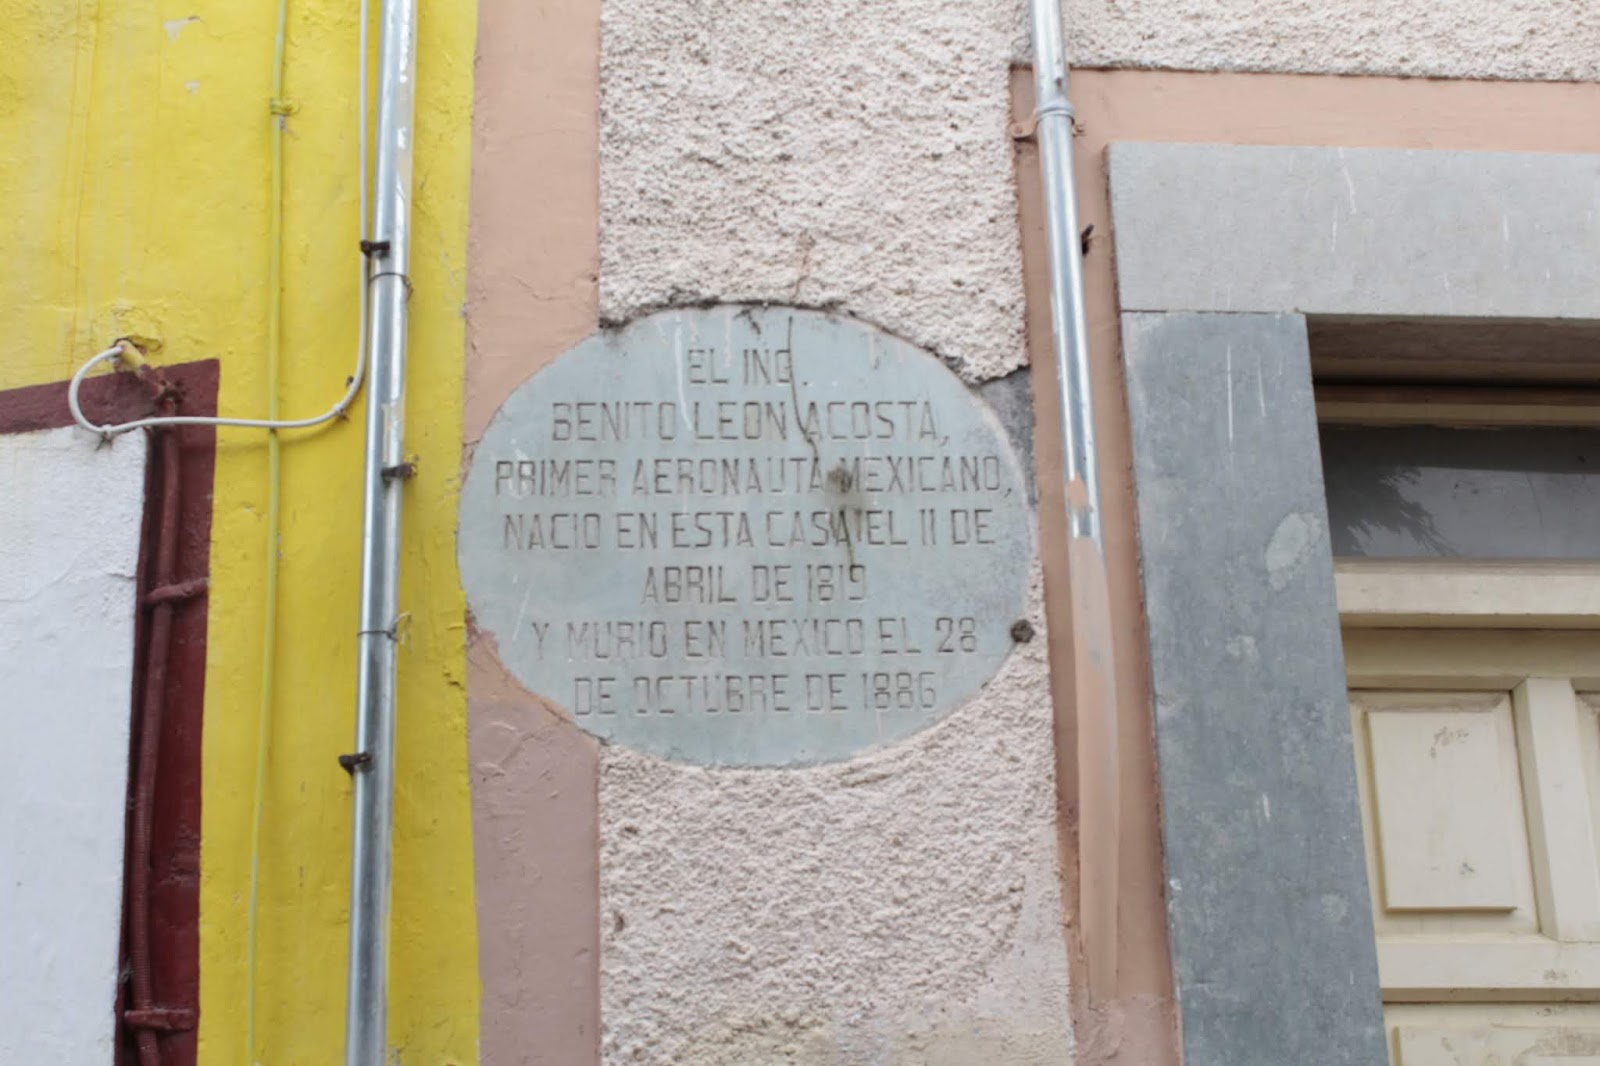 EL ING.
BENITO LEON ACOSTA,
PRIMER AERONAUTA MEXICANO,
NACIO EN ESTA CASA EL 11 DE
ABRIL DE 1819
Y MURIO EN MEXICO EL 28
DE OCTUBRE DE 1886